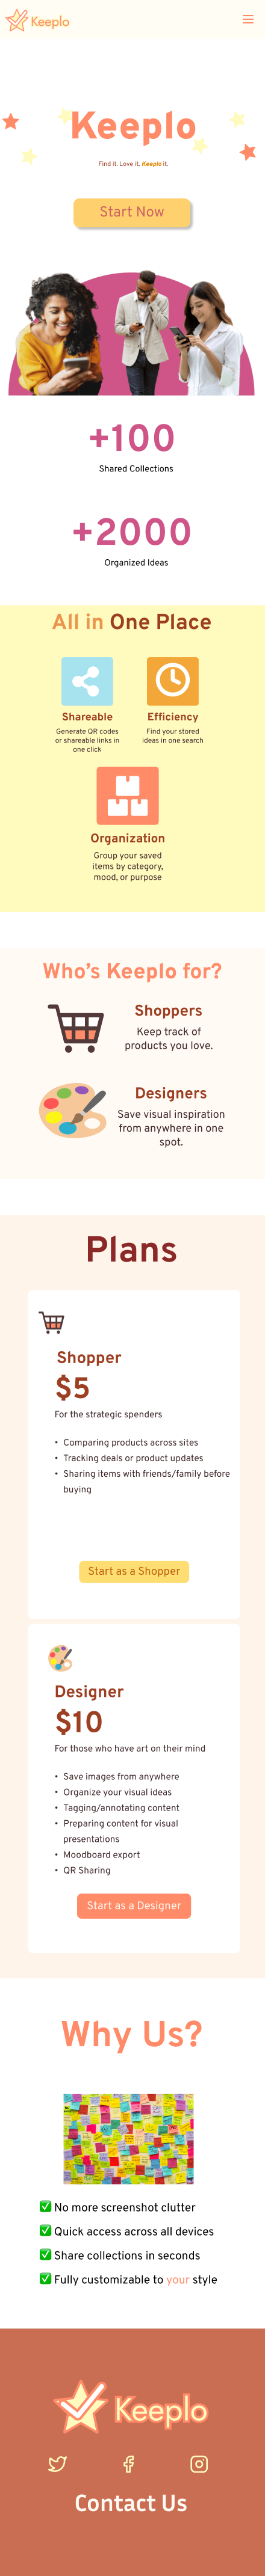 Keeplo
Keeplo
Find it. Love it. Keeplo it.
Start Now
+100
Shared Collections
+2000
Organized Ideas
All in One Place
Shareable
Generate QR codes
or shareable links in
one click
Efficiency
Find your stored
ideas in one search
Organization
Group your saved
items by category,
mood, or purpose
Who's Keeplo for?
Shoppers
Keep track of
products you love.
Designers
Save visual inspiration
from anywhere in one
spot.
Plans
Shopper
$5
For the strategic spenders
• Comparing products across sites
• Tracking deals or product updates
• Sharing items with friends/family before
buying
Start as a Shopper
Designer
$10
For those who have art on their mind
• Save images from anywhere
• Organize your visual ideas
• Tagging/annotating content
• Preparing content for visual
presentations
• Moodboard export
• QR Sharing
Start as a Designer
Why Us?
✅ No more screenshot clutter
✅ Quick access across all devices
✅ Share collections in seconds
✅ Fully customizable to your style
Keeplo
Contact Us